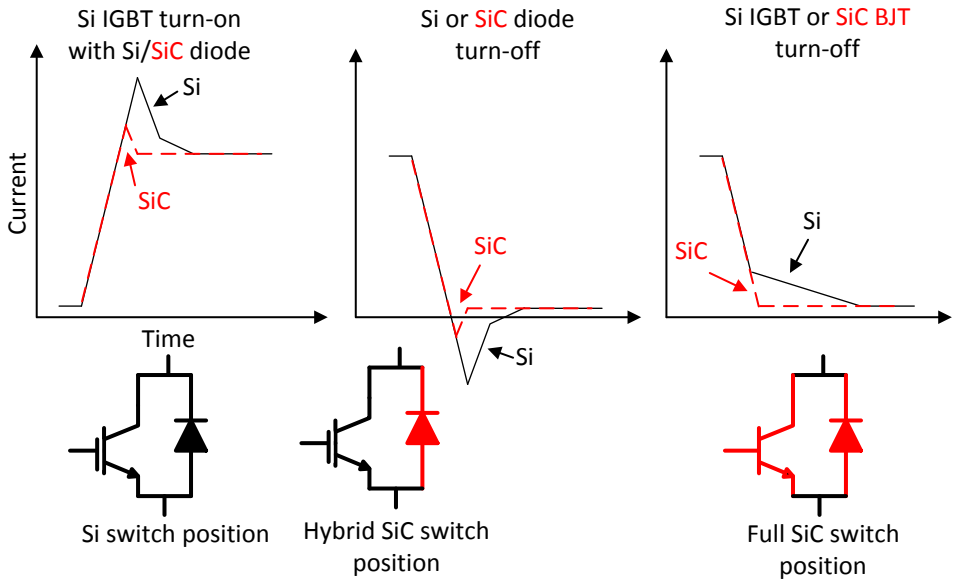 Si IGBT turn-on
with Si/SiC diode
Si or SiC diode
turn-off
Si IGBT or SiC BJT
turn-off
Current
Si
SiC
SiC
Si
Si
SiC
Time
Si switch position
Hybrid SiC switch
position
Full SiC switch
position